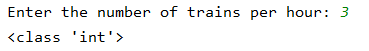 Enter the number of trains per hour: 3
<class 'int'>